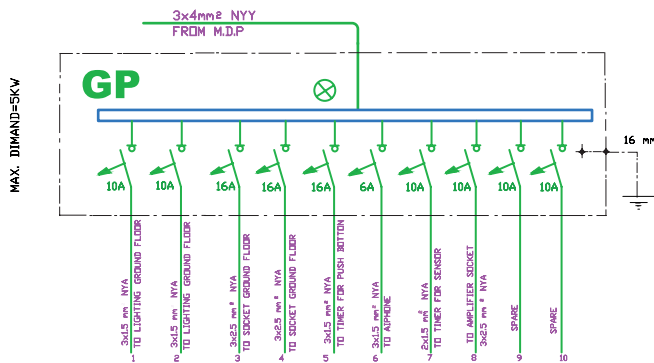 3x4mm² NYY
FROM M.D.P
GP
MAX. DIMAND=5KW
16 mm
10A
10A
16A
16A
16A
6A
10A
10A
10A
10A
3x1.5 mm NYA
TO LIGHTING GROUND FLOOR
3x1.5 mm NYA
TO LIGHTING GROUND FLOOR
3x2.5 mm² NYA
TO SOCKET GROUND FLOOR
3x2.5 mm² NYA
TO SOCKET GROUND FLOOR
3x1.5 mm² NYA
TO TIMER FOR PUSH BOTTON
3x1.5 mm² NYA
TO AIPHONE
2x1.5 mm² NYA
TO TIMER FOR SENSOR
TO AMPLIFIER SOCKET
3x2.5 mm² NYA
SPARE
SPARE
1
2
3
4
5
6
7
8
9
10